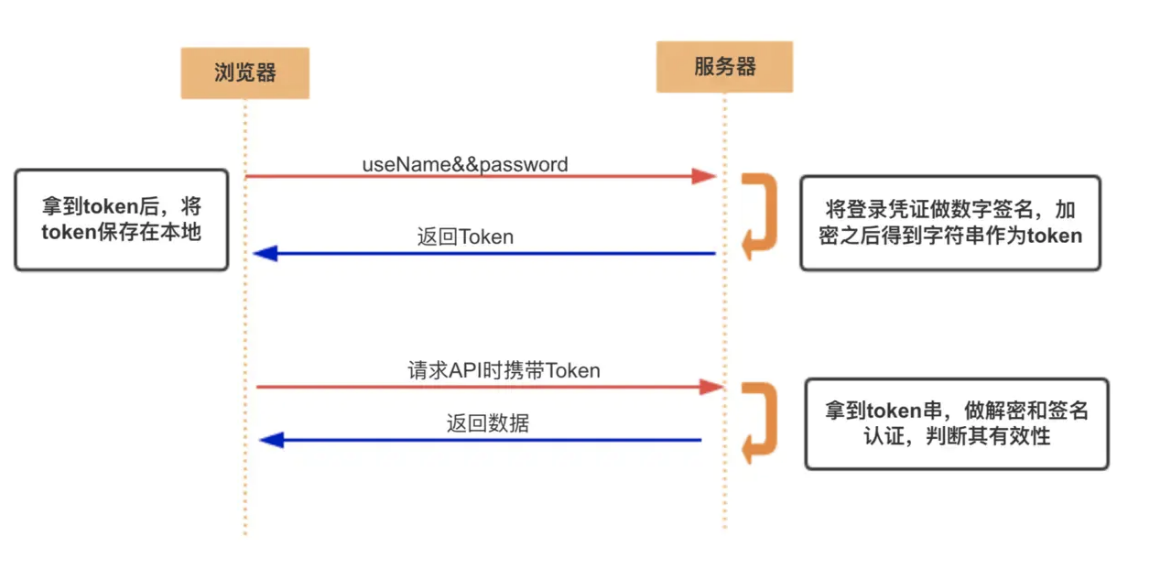 浏览器
服务器
useName&&password
拿到token后，将
token保存在本地
将登录凭证做数字签名，加
密之后得到字符串作为token
返回Token
请求API时携带Token
返回数据
拿到token串，做解密和签名
认证，判断其有效性